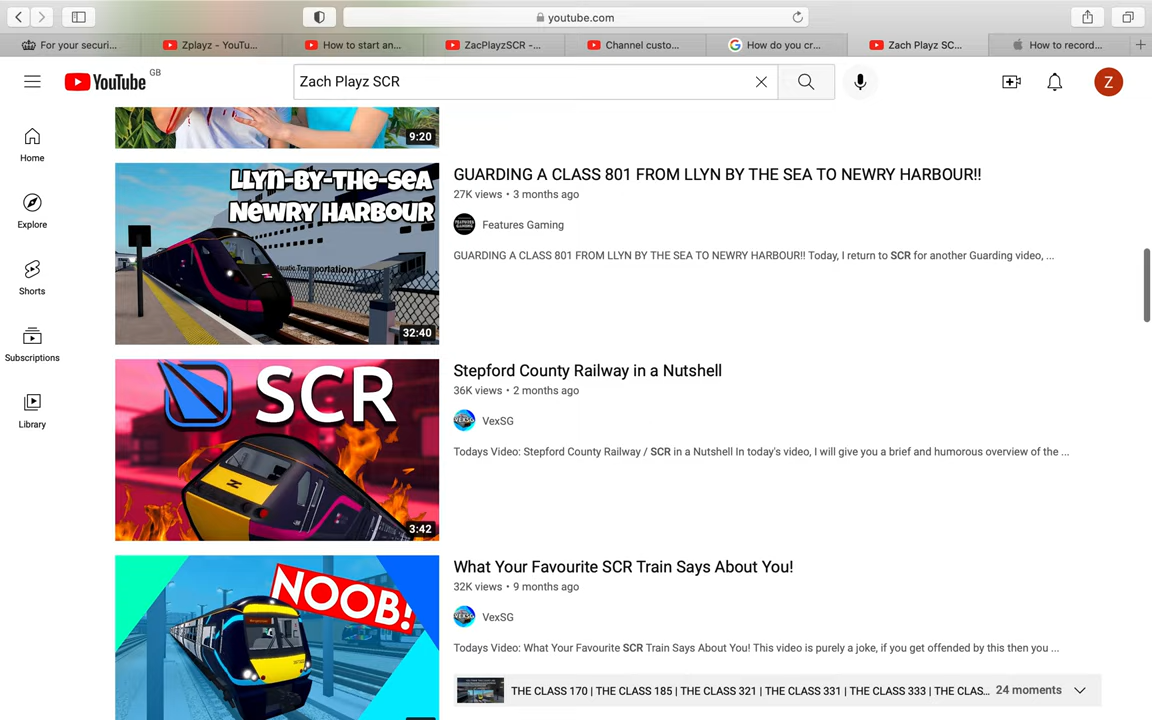 youtube.com
For your securi...
Zplayz - YouTu...
How to start an...
ZacPlayzSCR -...
Channel custo...
How do you cr...
Zach Playz SC...
How to record...
YouTube GB
Zach Playz SCR
Z
Home
Explore
Shorts
Subscriptions
Library
9:20
LLYN-BY-THE-SEA
NEWRY HARBOUR
32:40
GUARDING A CLASS 801 FROM LLYN BY THE SEA TO NEWRY HARBOUR!!
27K views • 3 months ago
Features Gaming
GUARDING A CLASS 801 FROM LLYN BY THE SEA TO NEWRY HARBOUR!! Today, I return to SCR for another Guarding video, ...
SCR
3:42
Stepford County Railway in a Nutshell
36K views • 2 months ago
VexSG
Todays Video: Stepford County Railway / SCR in a Nutshell In today's video, I will give you a brief and humorous overview of the ...
NOOB!
What Your Favourite SCR Train Says About You!
32K views • 9 months ago
VexSG
Todays Video: What Your Favourite SCR Train Says About You! This video is purely a joke, if you get offended by this then you ...
THE CLASS 170 | THE CLASS 185 | THE CLASS 321 | THE CLASS 331 | THE CLASS 333 | THE CLAS... 24 moments